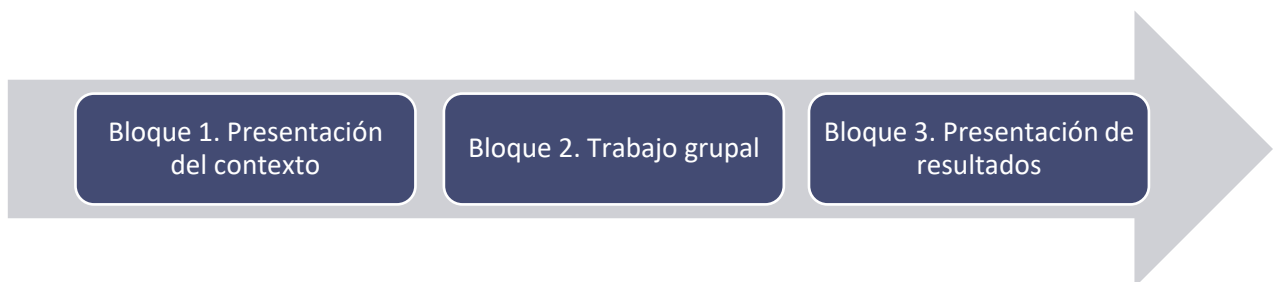 Bloque 1. Presentación
del contexto
Bloque 2. Trabajo grupal
Bloque 3. Presentación de
resultados